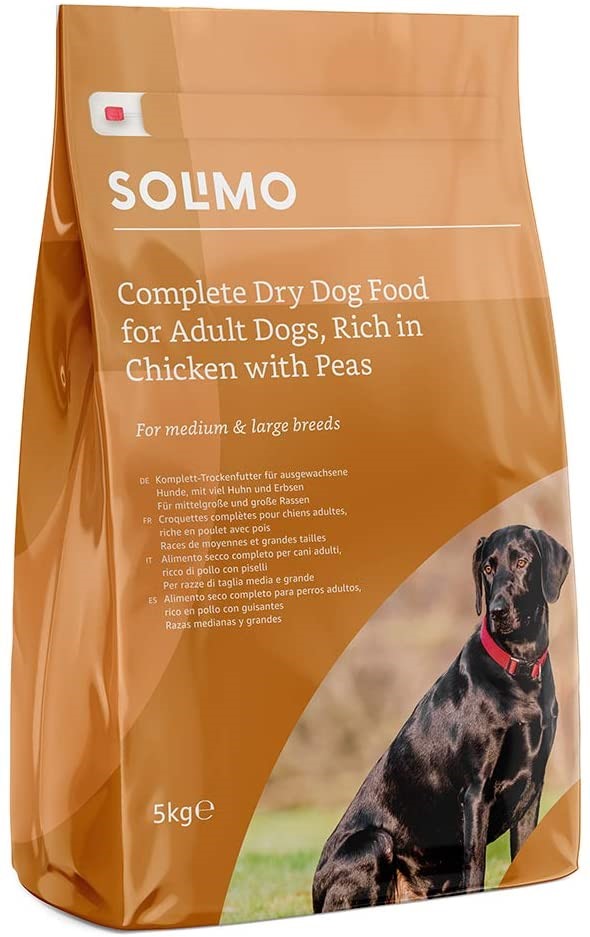 SOLIMO
Complete Dry Dog Food
for Adult Dogs, Rich in
Chicken with Peas
For medium & large breeds
DE Komplett-Trockenfutter für ausgewachsene
Hunde, mit viel Huhn und Erbsen
Für mittelgroße und große Rassen
FR Croquettes complètes pour chiens adultes,
riche en poulet avec pois
Races de moyennes et grandes tailles
IT Alimento secco completo per cani adulti,
ricco di pollo con piselli
Per razze di taglia media e grande
ES Alimento seco completo para perros adultos,
rico en pollo con guisantes
Razas medianas y grandes
5kg℮